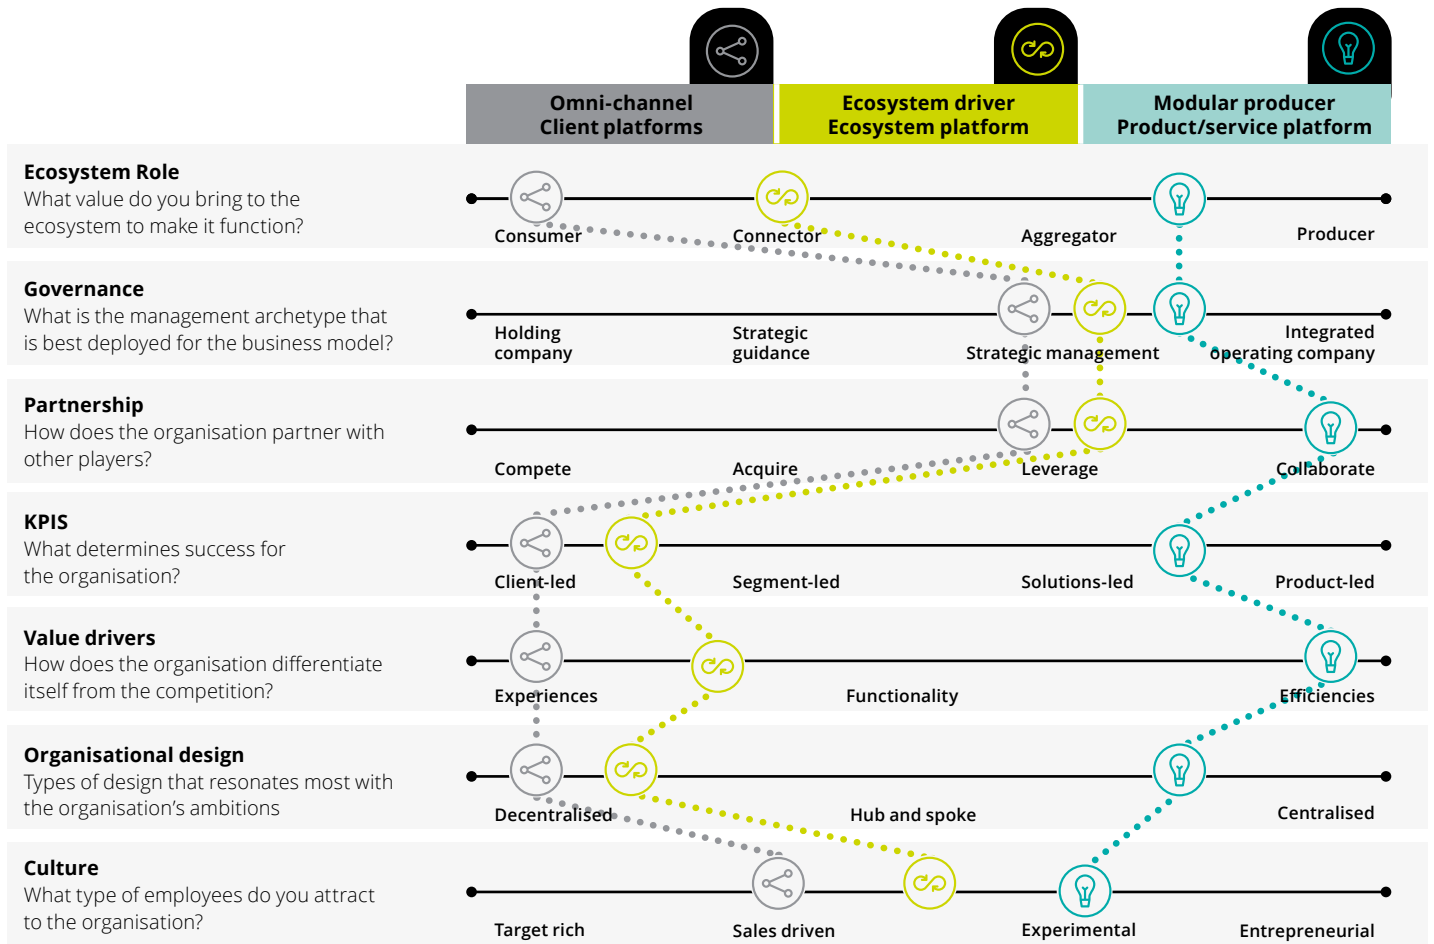 Omni-channel
Client platforms
Ecosystem driver
Ecosystem platform
Modular producer
Product/service platform
Ecosystem Role
What value do you bring to the
ecosystem to make it function?
Consumer
Connector
Aggregator
Producer
Governance
What is the management archetype that
is best deployed for the business model?
Holding
company
Strategic
guidance
Strategic management
Integrated
operating company
Partnership
How does the organisation partner with
other players?
Compete
Acquire
Leverage
Collaborate
KPIS
What determines success for
the organisation?
Client-led
Segment-led
Solutions-led
Product-led
Value drivers
How does the organisation differentiate
itself from the competition?
Experiences
Functionality
Efficiencies
Organisational design
Types of design that resonates most with
the organisation’s ambitions
Decentralised
Hub and spoke
Centralised
Culture
What type of employees do you attract
to the organisation?
Target rich
Sales driven
Experimental
Entrepreneurial